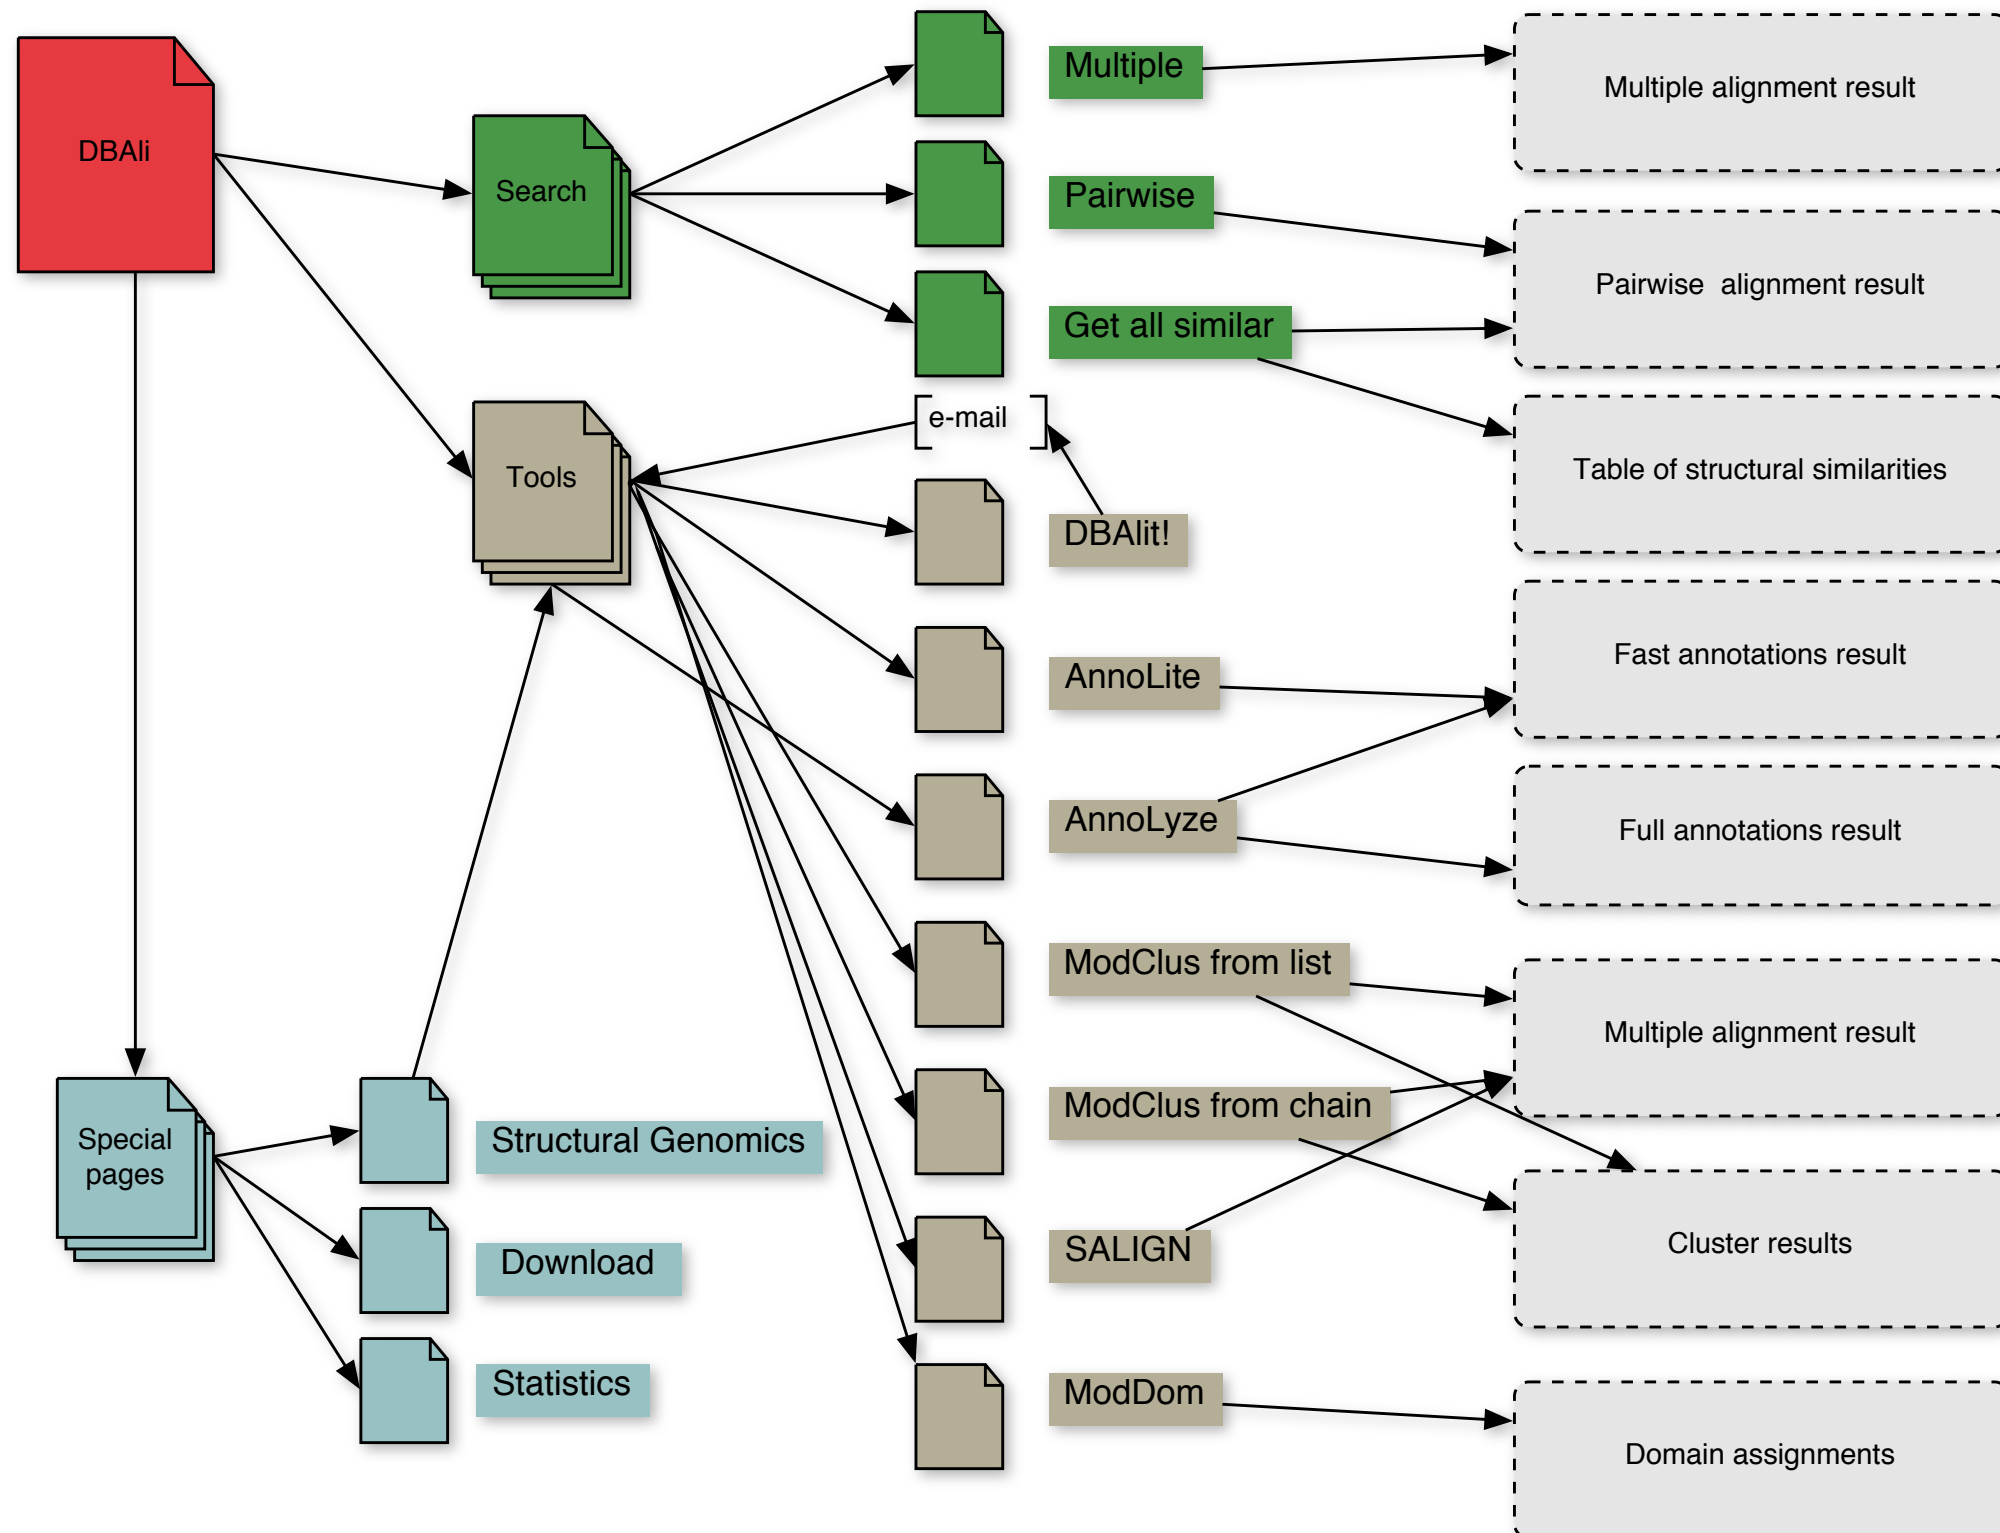 DBAli
Search
Multiple
Pairwise
Get all similar
Multiple alignment result
Pairwise  alignment result
Table of structural similarities
Tools
e-mail
DBAlit!
AnnoLite
AnnoLyze
ModClus from list
ModClus from chain
SALIGN
ModDom
Fast annotations result
Full annotations result
Multiple alignment result
Cluster results
Domain assignments
Special
pages
Structural Genomics
Download
Statistics